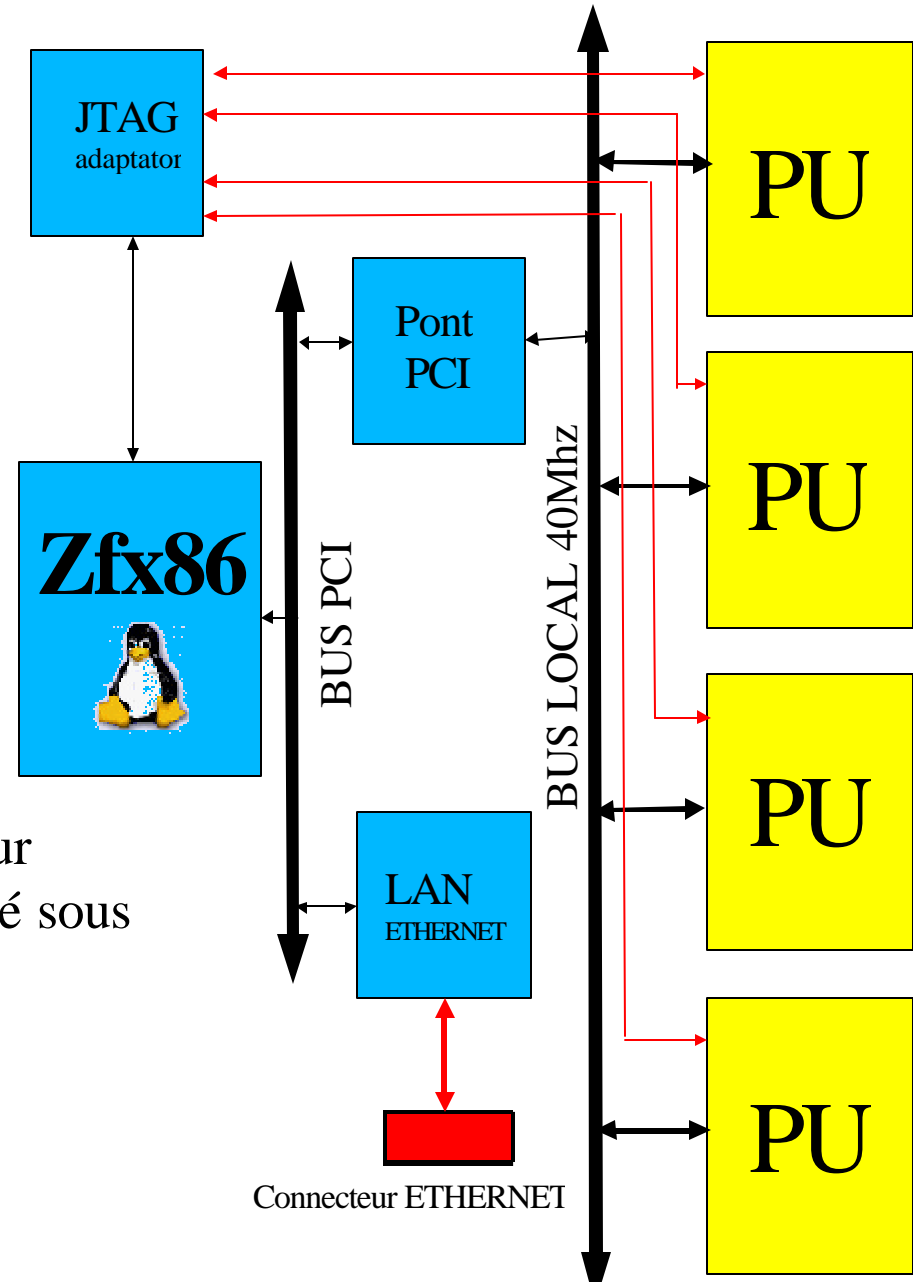 JTAG
adaptator
PU
Pont
PCI
PU
Zfx86
BUS PCI
BUS LOCAL 40Mhz
PU
LAN
ETHERNET
ur
é sous
PU
Connecteur ETHERNET